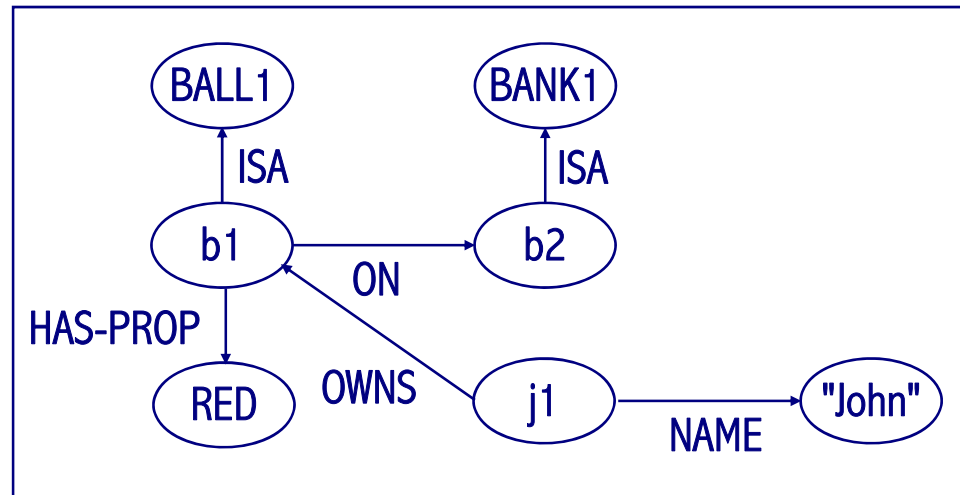 BALL1
BANK1
ISA
ISA
b1
b2
ON
HAS-PROP
OWNS
RED
j1
"John"
NAME